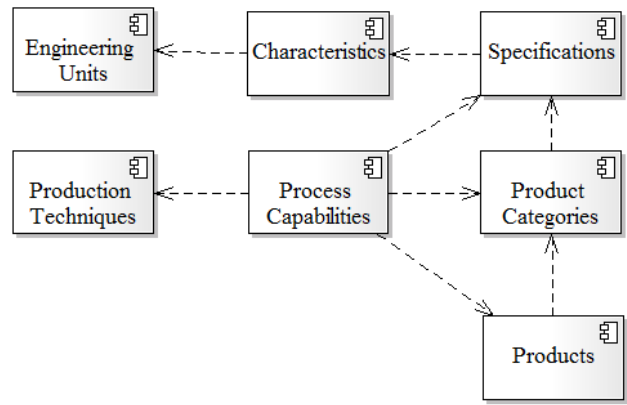 Engineering
Units
Characteristics
Specifications
Production
Techniques
Process
Capabilities
Product
Categories
Products